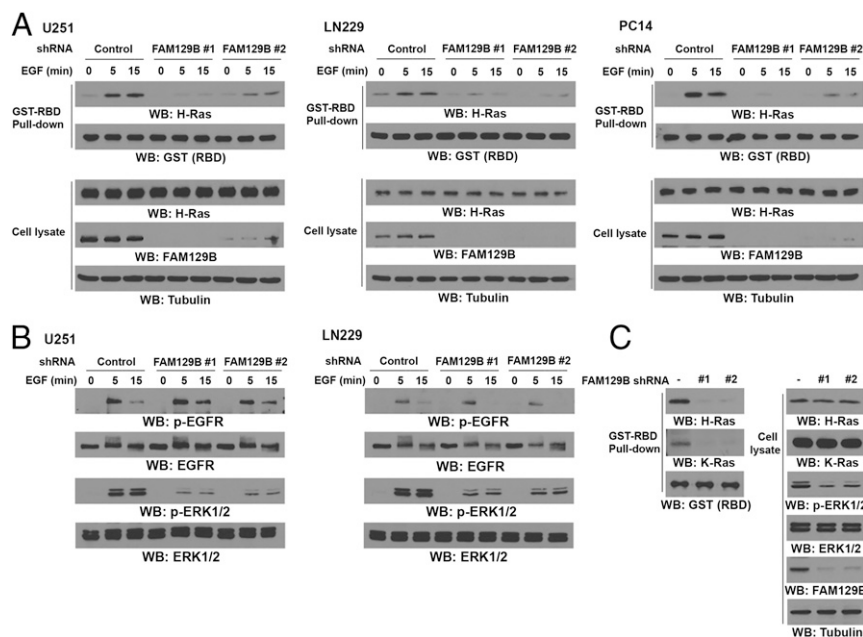 A
U251
shRNA Control FAM129B #1 FAM129B #2
EGF (min) 0 5 15 0 5 15 0 5 15
GST-RBD
Pull-down
WB: H-Ras
WB: GST (RBD)
Cell lysate
WB: H-Ras
WB: FAM129B
WB: Tubulin
LN229
shRNA Control FAM129B #1 FAM129B #2
EGF (min) 0 5 15 0 5 15 0 5 15
GST-RBD
Pull-down
WB: H-Ras
WB: GST (RBD)
Cell lysate
WB: H-Ras
WB: FAM129B
WB: Tubulin
PC14
shRNA Control FAM129B #1 FAM129B #2
EGF (min) 0 5 15 0 5 15 0 5 15
GST-RBD
Pull-down
WB: H-Ras
WB: GST (RBD)
Cell lysate
WB: H-Ras
WB: FAM129B
WB: Tubulin
B
U251
shRNA Control FAM129B #1 FAM129B #2
EGF (min) 0 5 15 0 5 15 0 5 15
WB: p-EGFR
WB: EGFR
WB: p-ERK1/2
WB: ERK1/2
LN229
shRNA Control FAM129B #1 FAM129B #2
EGF (min) 0 5 15 0 5 15 0 5 15
WB: p-EGFR
WB: EGFR
WB: p-ERK1/2
WB: ERK1/2
C
FAM129B shRNA - #1 #2
GST-RBD
Pull-down
WB: H-Ras
WB: K-Ras
WB: GST (RBD)
- #1 #2
Cell
lysate
WB: H-Ras
WB: K-Ras
WB: p-ERK1/2
WB: ERK1/2
WB: FAM129B
WB: Tubulin